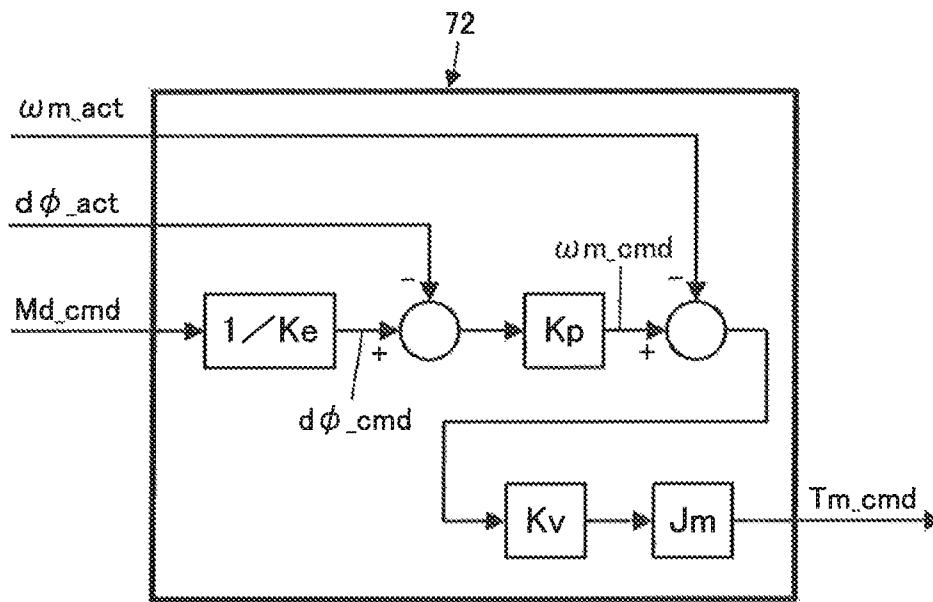 72
ωm_act
dφ_act
ωm_cmd
−
−
Md_cmd
1/Ke
Kp
+
+
dφ_cmd
Kv
Jm
Tm_cmd